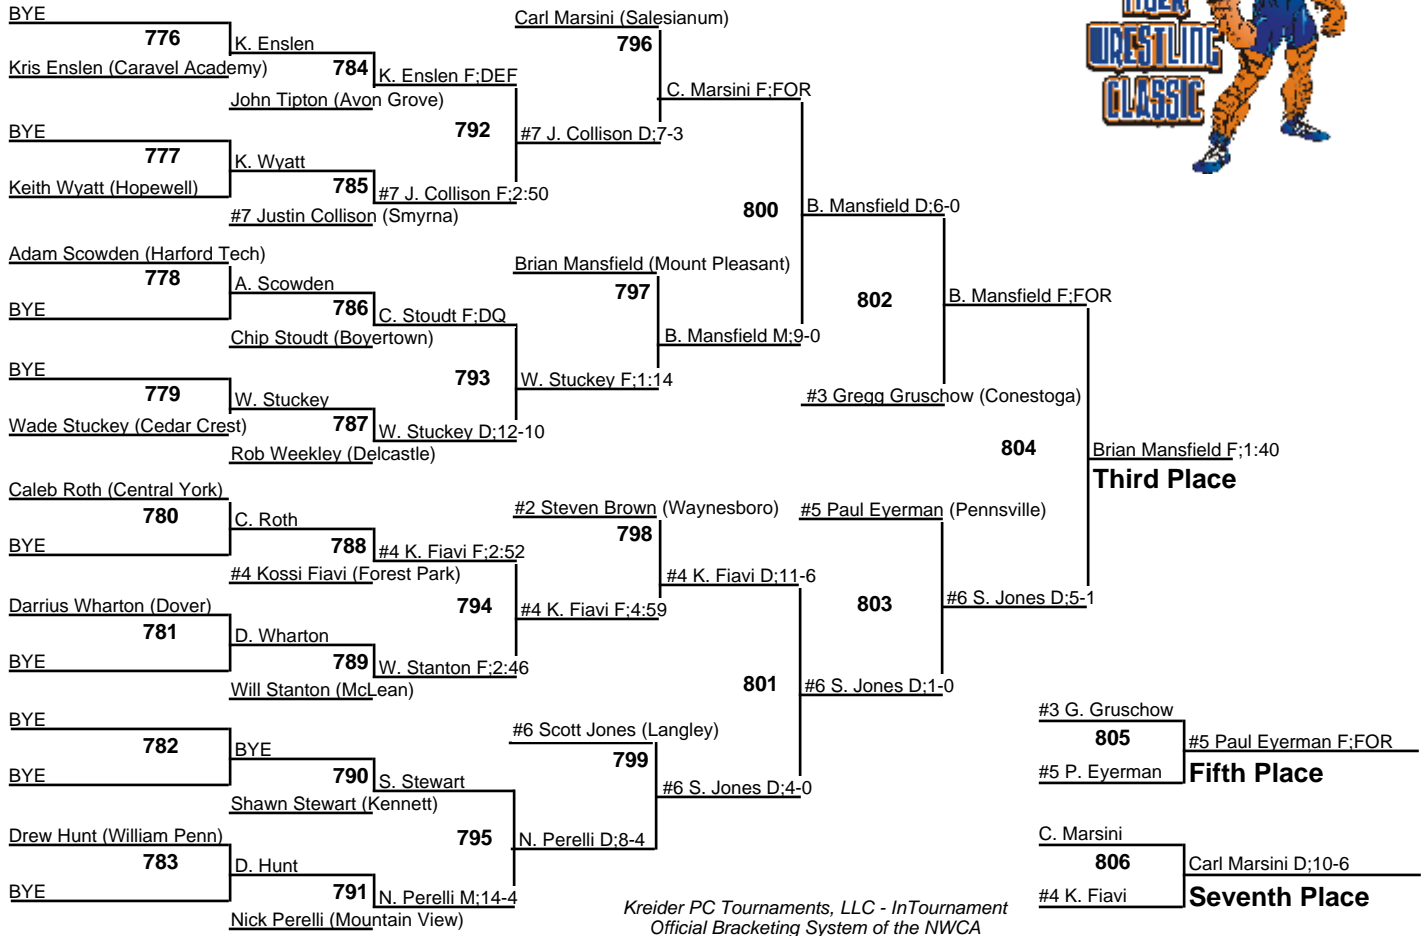 BYE
776
Kris Enslen (Caravel Academy)
K. Enslen
784
John Tipton (Avon Grove)
K. Enslen F;DEF
BYE
777
Keith Wyatt (Hopewell)
K. Wyatt
785
#7 Justin Collison (Smyrna)
#7 J. Collison F;2:50
792
#7 J. Collison D;7-3
Carl Marsini (Salesianum)
796
C. Marsini F;FOR
Adam Scowden (Harford Tech)
778
BYE
A. Scowden
786
Chip Stoudt (Boyertown)
C. Stoudt F;DQ
BYE
779
Wade Stuckey (Cedar Crest)
W. Stuckey
787
Rob Weekley (Delcastle)
W. Stuckey D;12-10
793
W. Stuckey F;1:14
Brian Mansfield (Mount Pleasant)
797
B. Mansfield M;9-0
800
B. Mansfield D;6-0
802
#3 Gregg Gruschow (Conestoga)
B. Mansfield F;FOR
Caleb Roth (Central York)
780
BYE
C. Roth
788
#4 Kossi Fiavi (Forest Park)
#4 K. Fiavi F;2:52
Darrius Wharton (Dover)
781
BYE
D. Wharton
789
Will Stanton (McLean)
W. Stanton F;2:46
794
#4 K. Fiavi F;4:59
#2 Steven Brown (Waynesboro)
798
#4 K. Fiavi D;11-6
BYE
782
BYE
BYE
790
Shawn Stewart (Kennett)
S. Stewart
Drew Hunt (William Penn)
783
BYE
D. Hunt
791
Nick Perelli (Mountain View)
N. Perelli M;14-4
795
N. Perelli D;8-4
#6 Scott Jones (Langley)
799
#6 S. Jones D;4-0
801
#6 S. Jones D;1-0
#5 Paul Eyerman (Pennsville)
803
#6 S. Jones D;5-1
804
Brian Mansfield F;1:40
Third Place
#3 G. Gruschow
805
#5 P. Eyerman
#5 Paul Eyerman F;FOR
Fifth Place
C. Marsini
806
#4 K. Fiavi
Carl Marsini D;10-6
Seventh Place
TIGER
WRESTLING
CLASSIC
Kreider PC Tournaments, LLC - InTournament
Official Bracketing System of the NWCA